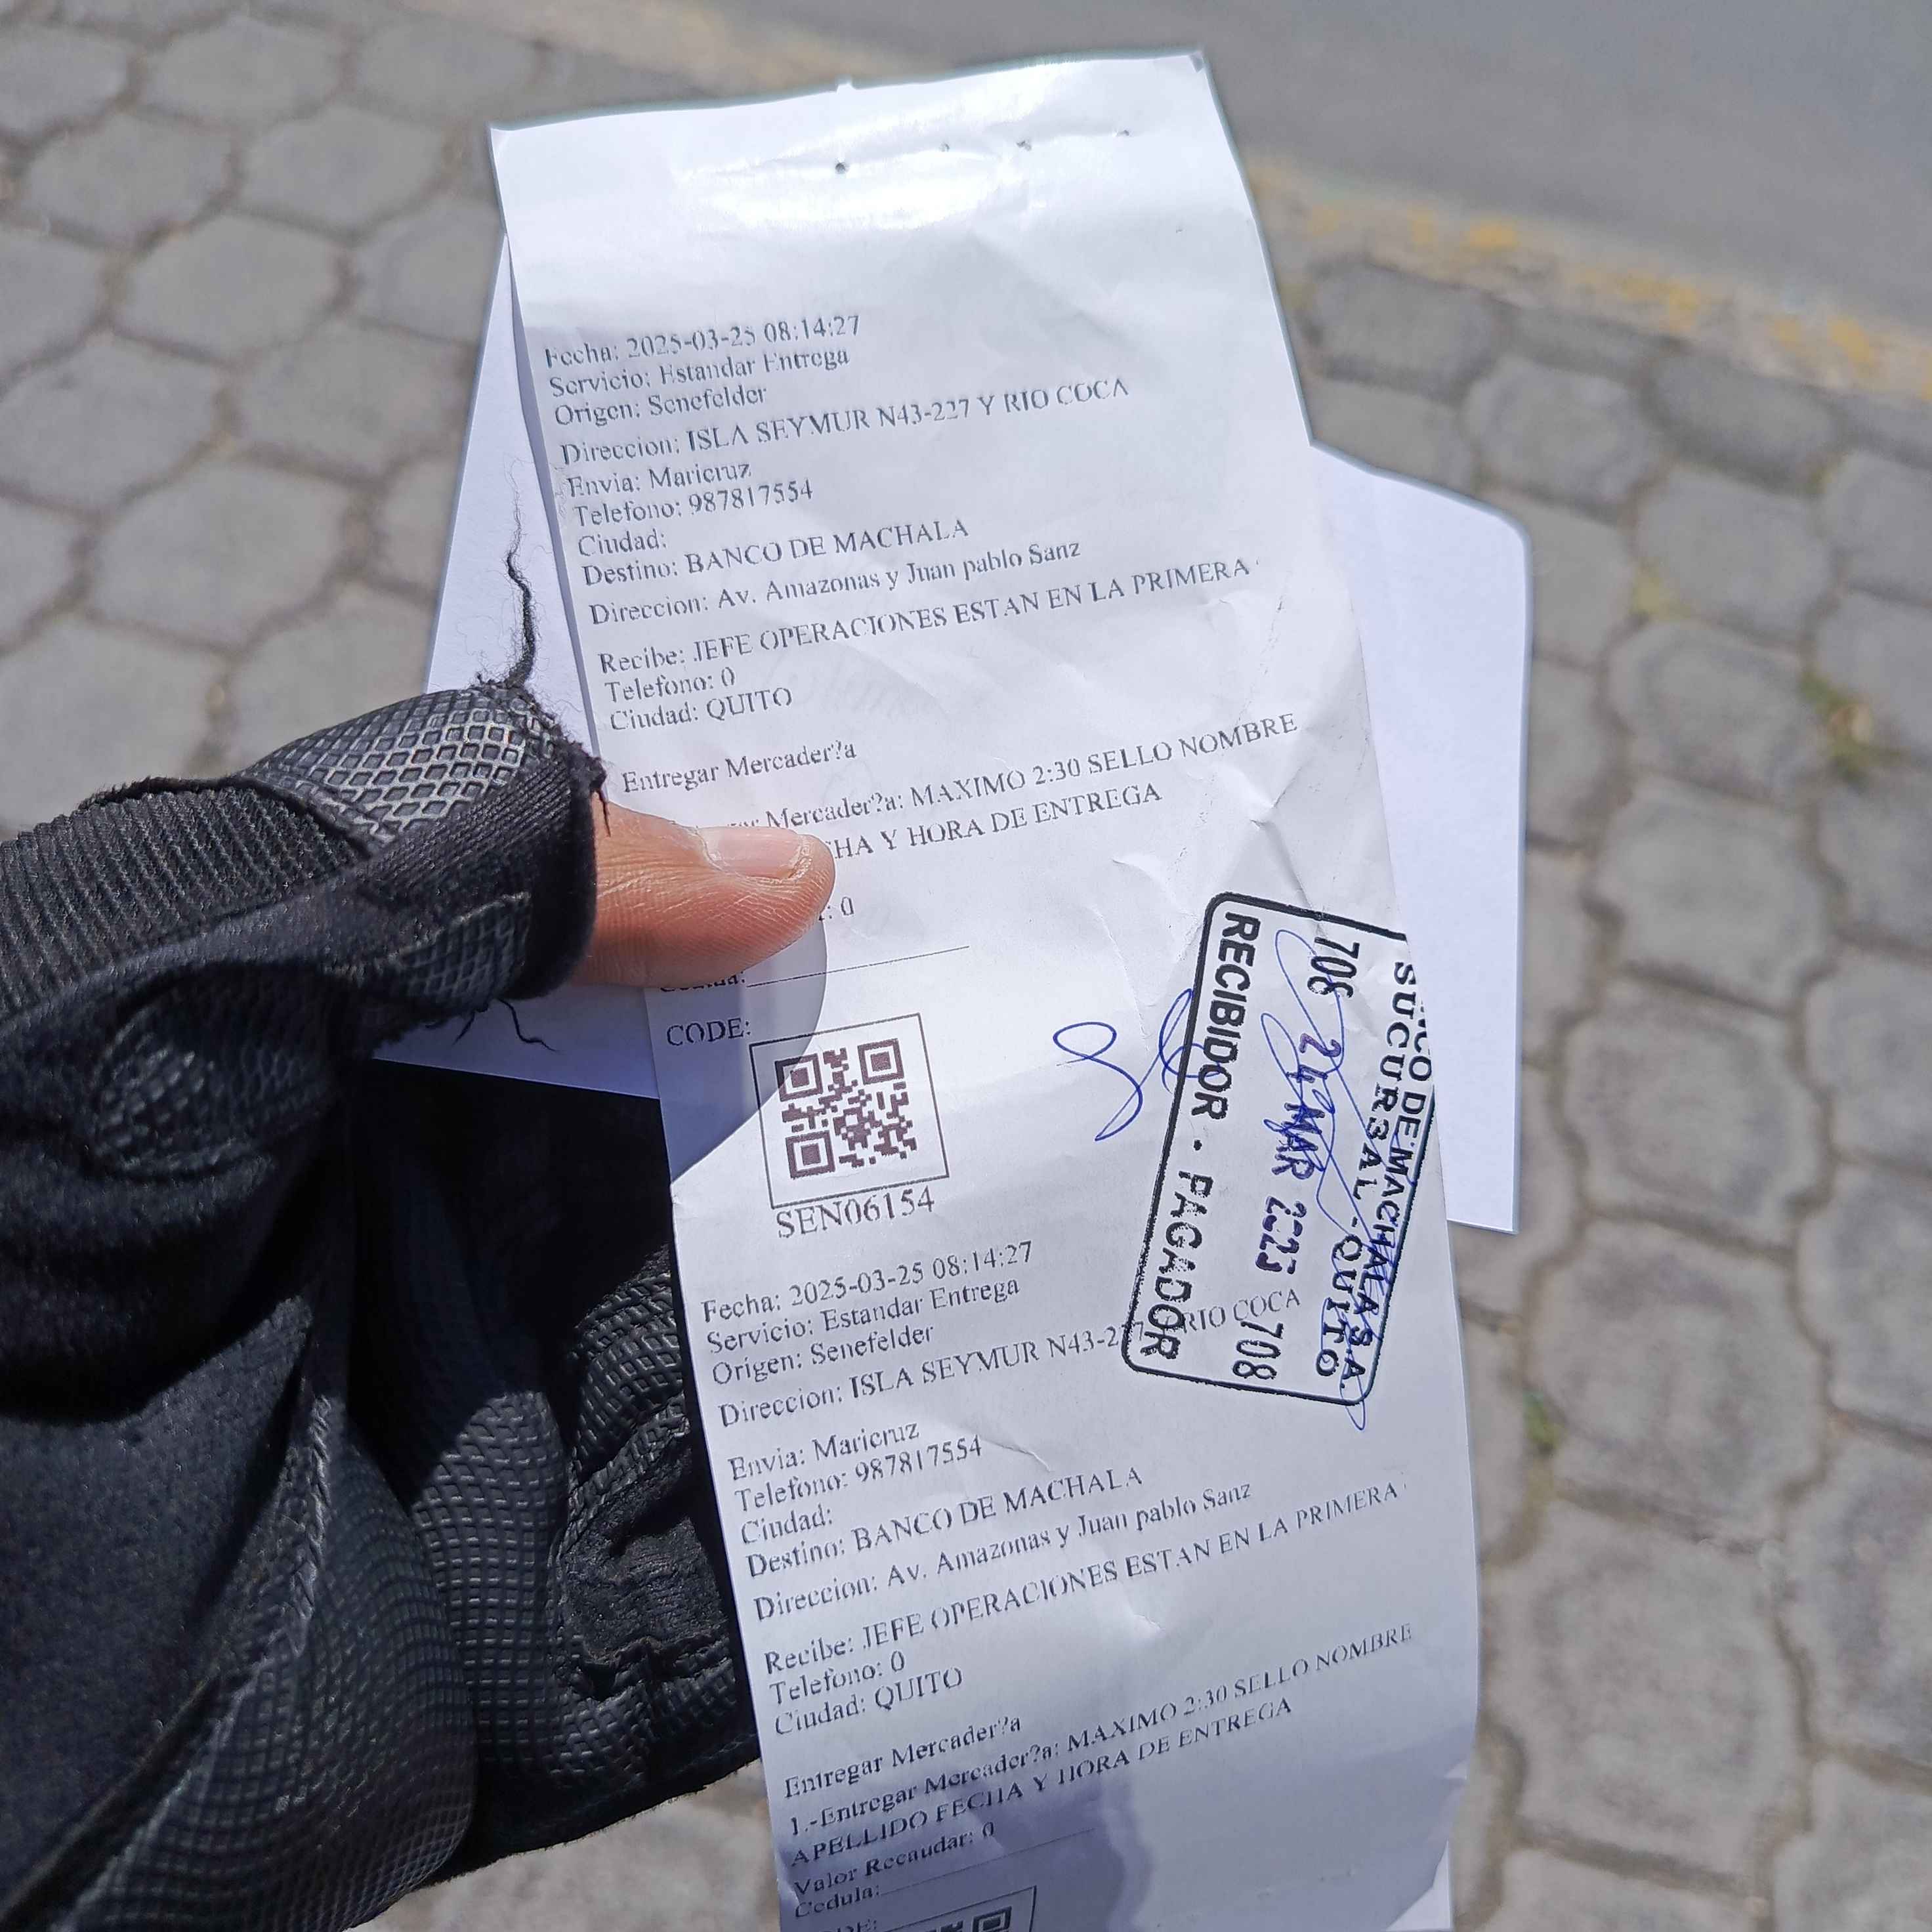 Fecha: 2025-03-25 08:14:27
Servicio: Estandar Entrega
Origen: Senefelder
Direccion: ISLA SEYMUR N43-227 Y RIO COCA
Envia: Maricruz
Telefono: 987817554
Ciudad:
Destino: BANCO DE MACHALA
Direccion: Av. Amazonas y Juan pablo Sanz
Recibe: JEFE OPERACIONES ESTAN EN LA PRIMERA
Telefono: 0
Ciudad: QUITO
Entregar Mercader?a
Mercader?a: MAXIMO 2:30 SELLO NOMBRE
CHA Y HORA DE ENTREGA
: 0
CODE:
SEN06154
DE MACHALA S.A.
SUCURSAL - QUITO
708 24 MAR 2025 708
RECIBIDOR - PAGADOR
Fecha: 2025-03-25 08:14:27
Servicio: Estandar Entrega
Origen: Senefelder
Direccion: ISLA SEYMUR N43-227 RIO COCA
Envia: Maricruz
Telefono: 987817554
Ciudad:
Destino: BANCO DE MACHALA
Direccion: Av. Amazonas y Juan pablo Sanz
Recibe: JEFE OPERACIONES ESTAN EN LA PRIMERA
Telefono: 0
Ciudad: QUITO
Entregar Mercader?a
1.-Entregar Mercader?a: MAXIMO 2:30 SELLO NOMBRE
APELLIDO FECHA Y HORA DE ENTREGA
Valor Recaudar: 0
Cedula: